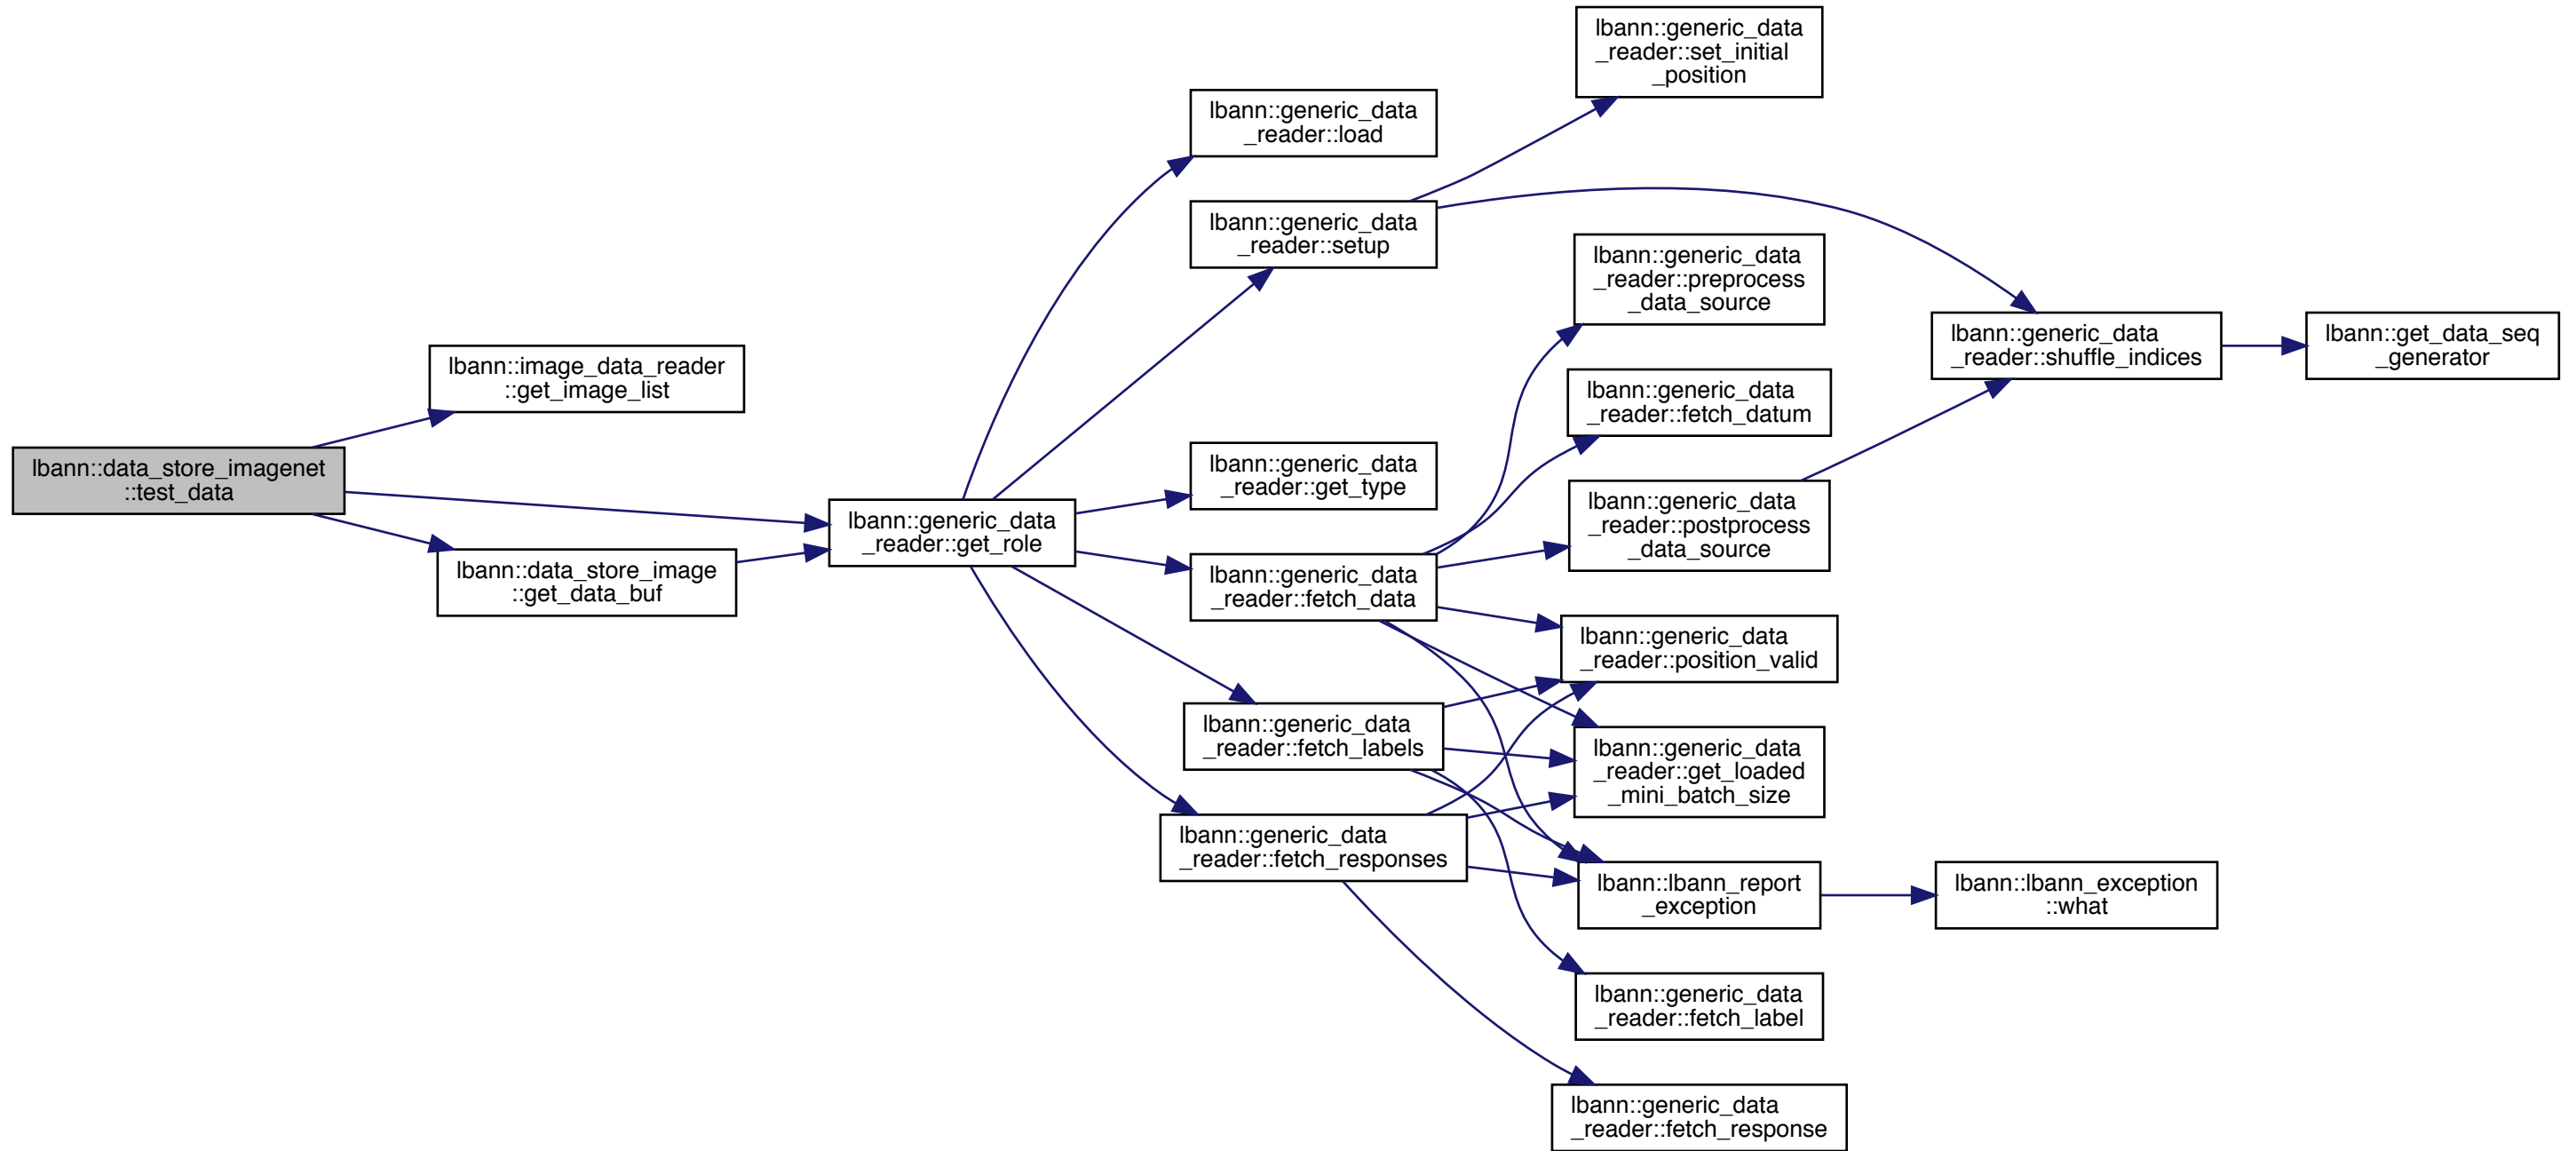 lbann::data_store_imagenet
::test_data
lbann::image_data_reader
::get_image_list
lbann::data_store_image
::get_data_buf
lbann::generic_data
_reader::get_role
lbann::generic_data
_reader::load
lbann::generic_data
_reader::setup
lbann::generic_data
_reader::get_type
lbann::generic_data
_reader::fetch_data
lbann::generic_data
_reader::fetch_labels
lbann::generic_data
_reader::fetch_responses
lbann::generic_data
_reader::set_initial
_position
lbann::generic_data
_reader::preprocess
_data_source
lbann::generic_data
_reader::fetch_datum
lbann::generic_data
_reader::postprocess
_data_source
lbann::generic_data
_reader::position_valid
lbann::generic_data
_reader::get_loaded
_mini_batch_size
lbann::lbann_report
_exception
lbann::generic_data
_reader::fetch_label
lbann::generic_data
_reader::fetch_response
lbann::generic_data
_reader::shuffle_indices
lbann::lbann_exception
::what
lbann::get_data_seq
_generator